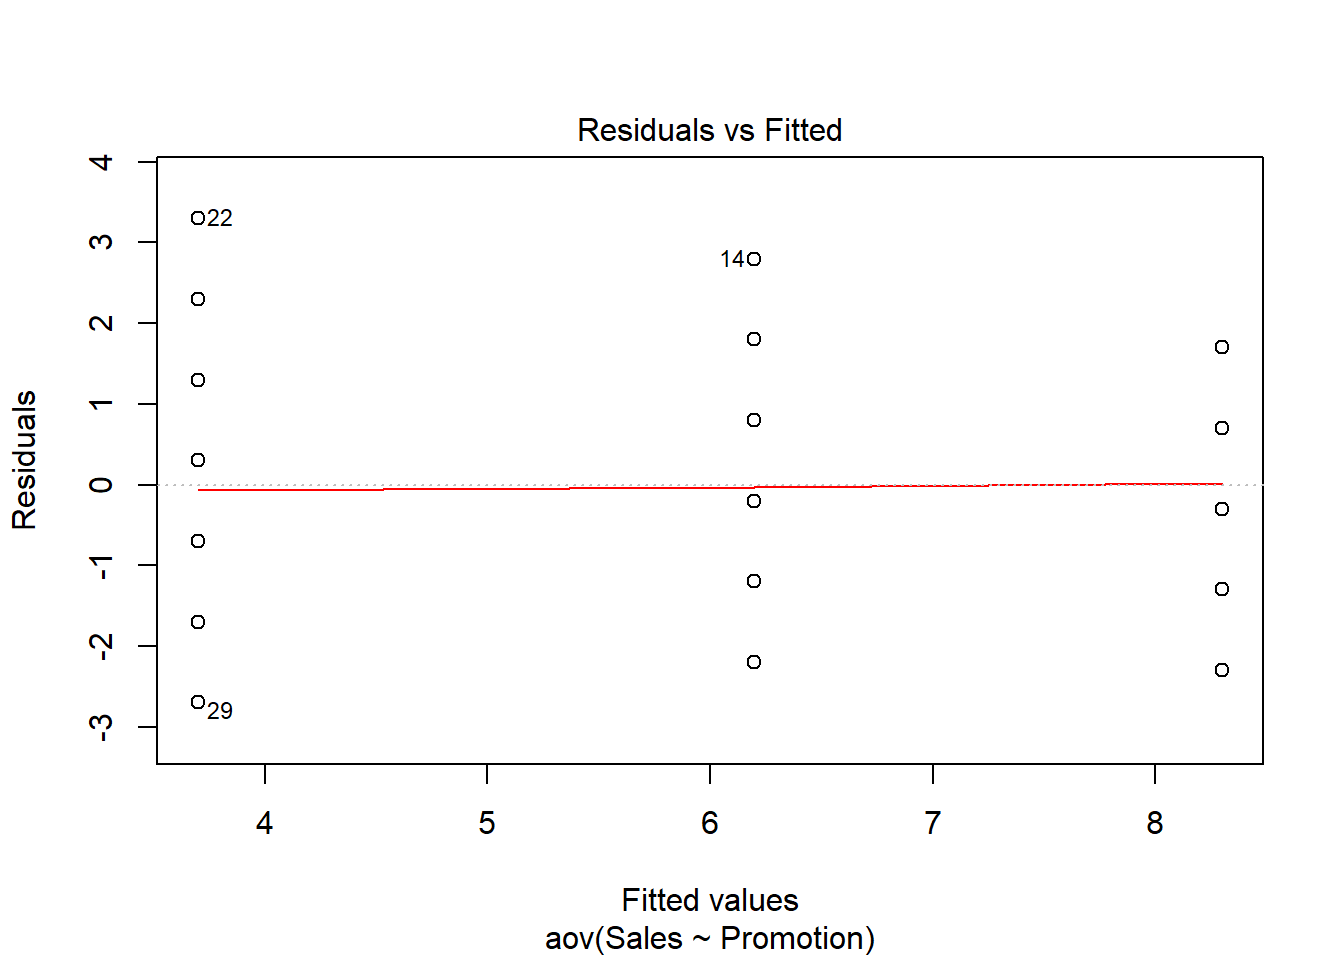 Residuals vs Fitted
4
3
2
1
0
-1
-2
-3
Residuals
22
14
29
4 5 6 7 8
Fitted values
aov(Sales ~ Promotion)